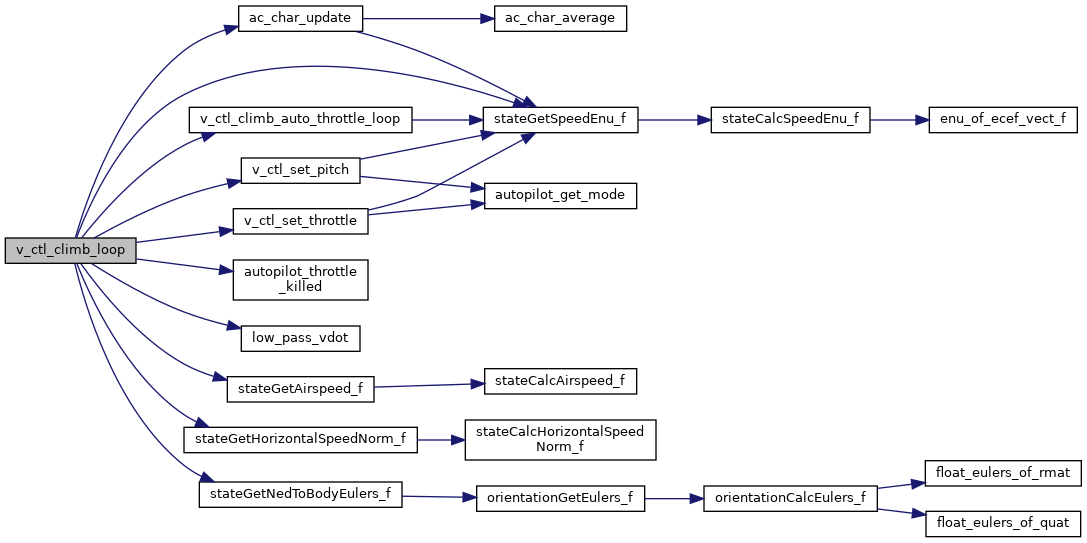 ac_char_update
ac_char_average
v_ctl_climb_auto_throttle_loop
stateGetSpeedEnu_f
stateCalcSpeedEnu_f
enu_of_ecef_vect_f
v_ctl_set_pitch
autopilot_get_mode
v_ctl_set_throttle
v_ctl_climb_loop
autopilot_throttle
_killed
low_pass_vdot
stateGetAirspeed_f
stateCalcAirspeed_f
stateGetHorizontalSpeedNorm_f
stateCalcHorizontalSpeed
Norm_f
stateGetNedToBodyEulers_f
orientationGetEulers_f
orientationCalcEulers_f
float_eulers_of_rmat
float_eulers_of_quat